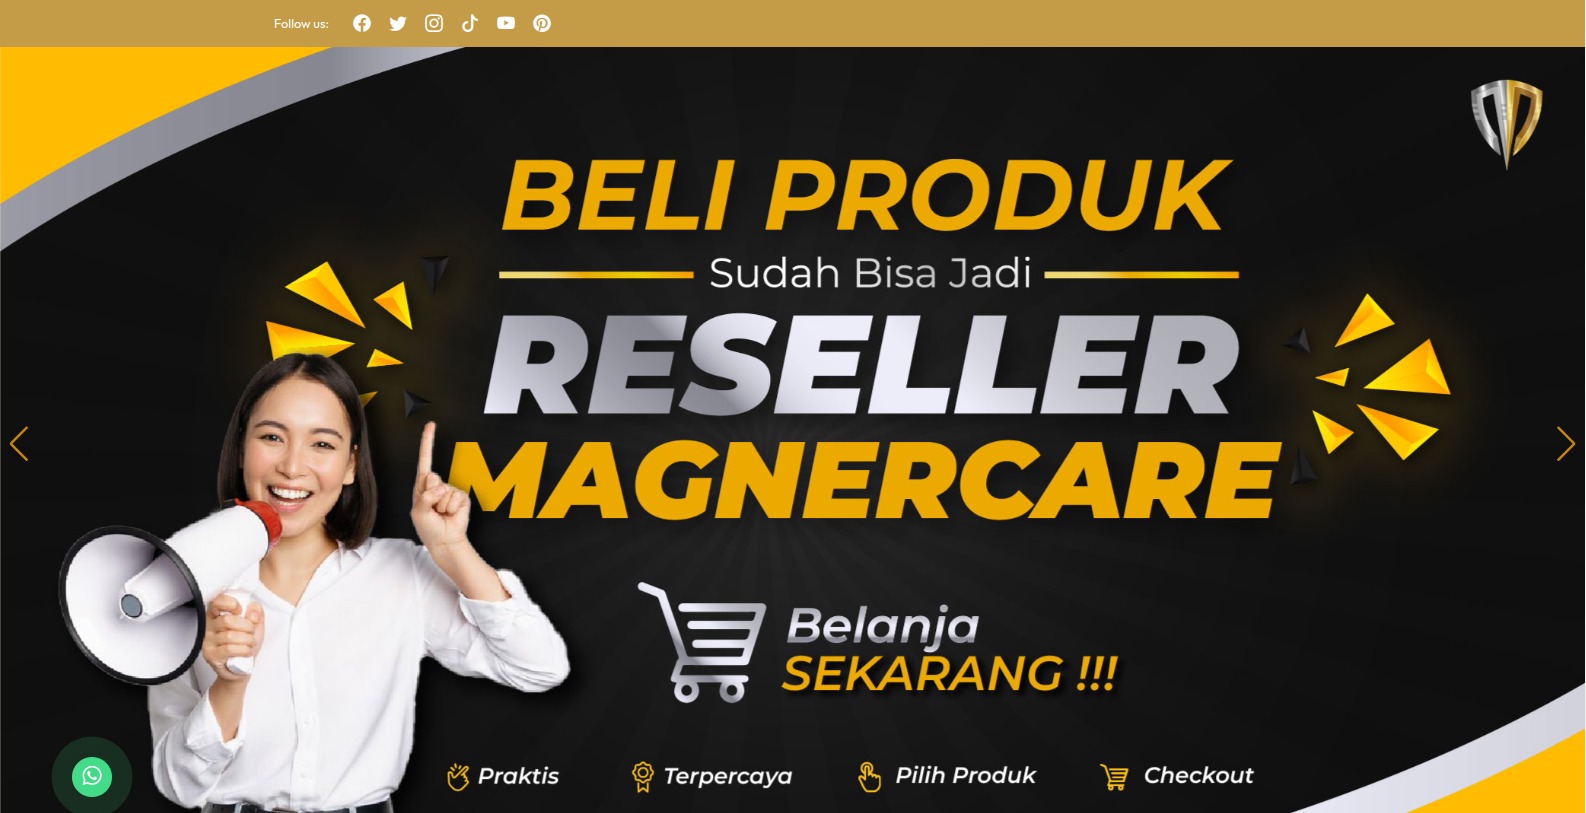 Follow us:
BELI PRODUK
Sudah Bisa Jadi
RESELLER
MAGNERCARE
Belanja
SEKARANG !!!
Praktis
Terpercaya
Pilih Produk
Checkout